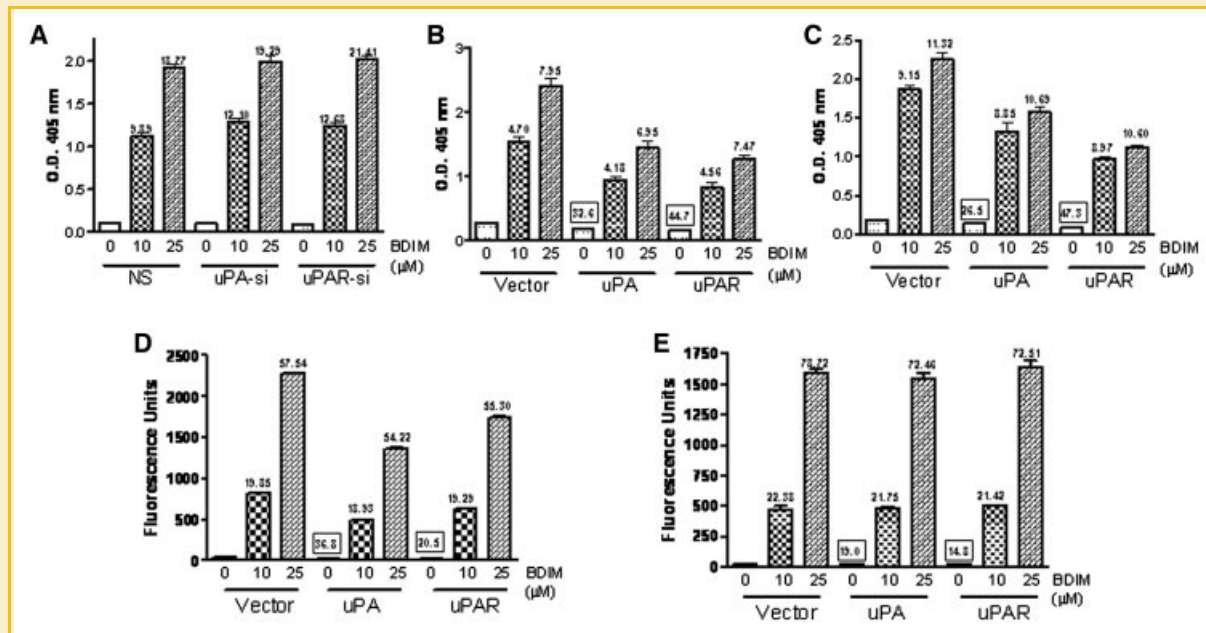 A
O.D. 405 nm
2.0
1.5
1.0
0.5
0.0
9.89
18.27
12.30
19.29
12.68
21.41
0 10 25 0 10 25 0 10 25 BDIM
(μM)
NS uPA-si uPAR-si
B
O.D. 405 nm
3
2
1
0
4.70
7.95
32.6
4.18
6.95
44.7
4.56
7.47
0 10 25 0 10 25 0 10 25 BDIM
(μM)
Vector uPA uPAR
C
O.D. 405 nm
2.5
2.0
1.5
1.0
0.5
0.0
9.15
11.32
26.5
8.85
10.69
47.3
8.97
10.60
0 10 25 0 10 25 0 10 25 BDIM
(μM)
Vector uPA uPAR
D
Fluorescence Units
2500
2000
1500
1000
500
0
19.85
57.54
36.8
18.93
54.22
20.5
19.29
55.30
0 10 25 0 10 25 0 10 25 BDIM
(μM)
Vector uPA uPAR
E
Fluorescence Units
1750
1500
1250
1000
750
500
250
0
22.38
78.72
19.0
21.75
72.46
14.8
21.42
72.51
0 10 25 0 10 25 0 10 25 BDIM
(μM)
Vector uPA uPAR